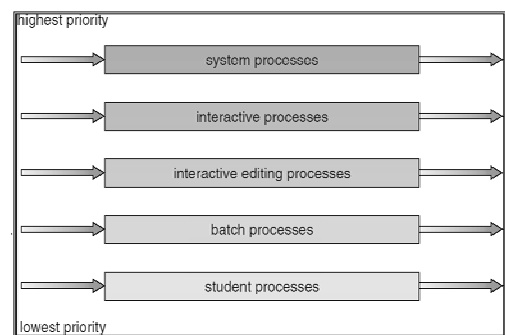 highest priority
system processes
interactive processes
interactive editing processes
batch processes
student processes
lowest priority